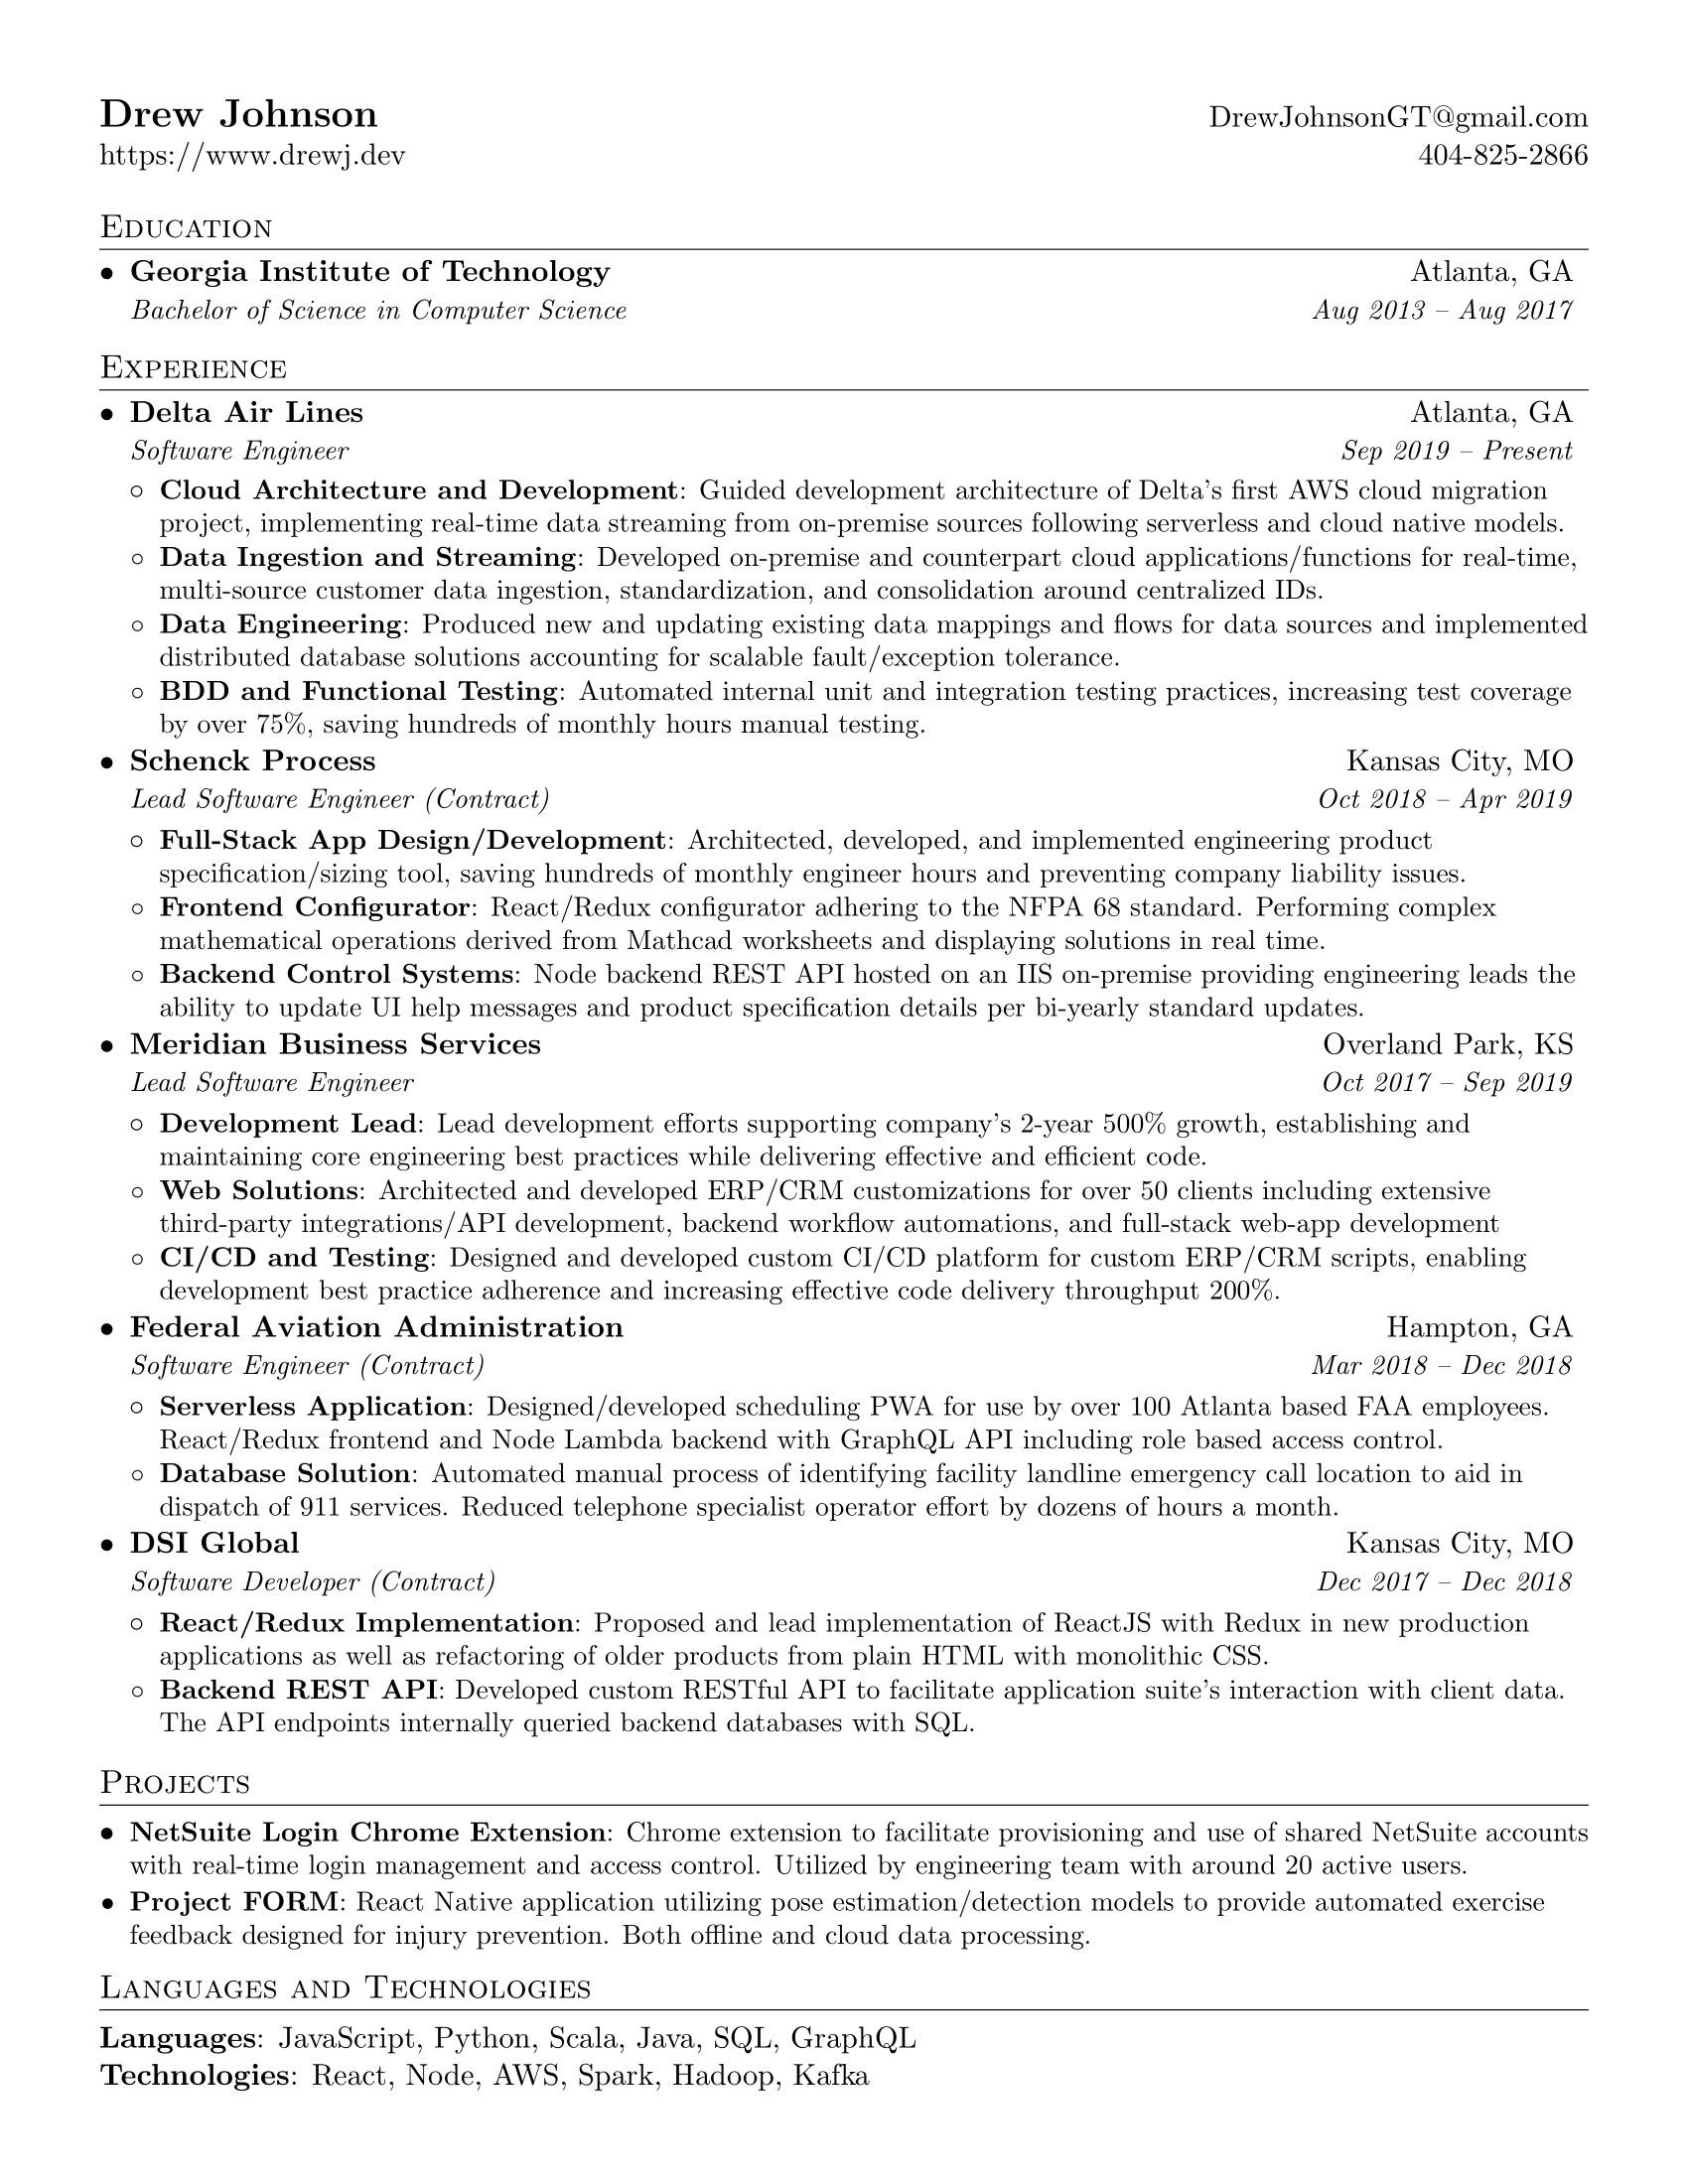 Drew Johnson DrewJohnsonGT@gmail.com
https://www.drewj.dev 404-825-2866
Education
• Georgia Institute of Technology Atlanta, GA
Bachelor of Science in Computer Science Aug 2013 – Aug 2017
Experience
• Delta Air Lines Atlanta, GA
Software Engineer Sep 2019 – Present
◦ Cloud Architecture and Development: Guided development architecture of Delta's first AWS cloud migration
project, implementing real-time data streaming from on-premise sources following serverless and cloud native models.
◦ Data Ingestion and Streaming: Developed on-premise and counterpart cloud applications/functions for real-time,
multi-source customer data ingestion, standardization, and consolidation around centralized IDs.
◦ Data Engineering: Produced new and updating existing data mappings and flows for data sources and implemented
distributed database solutions accounting for scalable fault/exception tolerance.
◦ BDD and Functional Testing: Automated internal unit and integration testing practices, increasing test coverage
by over 75%, saving hundreds of monthly hours manual testing.
• Schenck Process Kansas City, MO
Lead Software Engineer (Contract) Oct 2018 – Apr 2019
◦ Full-Stack App Design/Development: Architected, developed, and implemented engineering product
specification/sizing tool, saving hundreds of monthly engineer hours and preventing company liability issues.
◦ Frontend Configurator: React/Redux configurator adhering to the NFPA 68 standard. Performing complex
mathematical operations derived from Mathcad worksheets and displaying solutions in real time.
◦ Backend Control Systems: Node backend REST API hosted on an IIS on-premise providing engineering leads the
ability to update UI help messages and product specification details per bi-yearly standard updates.
• Meridian Business Services Overland Park, KS
Lead Software Engineer Oct 2017 – Sep 2019
◦ Development Lead: Lead development efforts supporting company's 2-year 500% growth, establishing and
maintaining core engineering best practices while delivering effective and efficient code.
◦ Web Solutions: Architected and developed ERP/CRM customizations for over 50 clients including extensive
third-party integrations/API development, backend workflow automations, and full-stack web-app development
◦ CI/CD and Testing: Designed and developed custom CI/CD platform for custom ERP/CRM scripts, enabling
development best practice adherence and increasing effective code delivery throughput 200%.
• Federal Aviation Administration Hampton, GA
Software Engineer (Contract) Mar 2018 – Dec 2018
◦ Serverless Application: Designed/developed scheduling PWA for use by over 100 Atlanta based FAA employees.
React/Redux frontend and Node Lambda backend with GraphQL API including role based access control.
◦ Database Solution: Automated manual process of identifying facility landline emergency call location to aid in
dispatch of 911 services. Reduced telephone specialist operator effort by dozens of hours a month.
• DSI Global Kansas City, MO
Software Developer (Contract) Dec 2017 – Dec 2018
◦ React/Redux Implementation: Proposed and lead implementation of ReactJS with Redux in new production
applications as well as refactoring of older products from plain HTML with monolithic CSS.
◦ Backend REST API: Developed custom RESTful API to facilitate application suite's interaction with client data.
The API endpoints internally queried backend databases with SQL.
Projects
• NetSuite Login Chrome Extension: Chrome extension to facilitate provisioning and use of shared NetSuite accounts
with real-time login management and access control. Utilized by engineering team with around 20 active users.
• Project FORM: React Native application utilizing pose estimation/detection models to provide automated exercise
feedback designed for injury prevention. Both offline and cloud data processing.
Languages and Technologies
Languages: JavaScript, Python, Scala, Java, SQL, GraphQL
Technologies: React, Node, AWS, Spark, Hadoop, Kafka